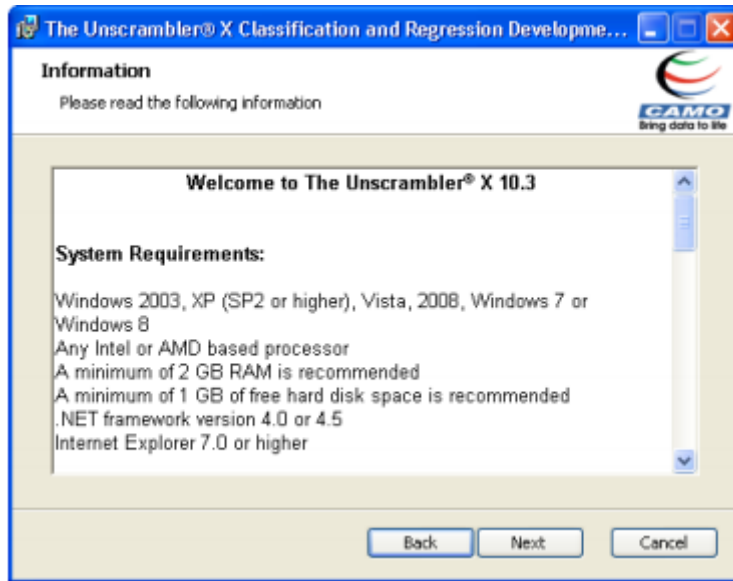 The Unscrambler® X Classification and Regression Developme...
Information
Please read the following information
CAMO
Bring data to life
Welcome to The Unscrambler® X 10.3
System Requirements:
Windows 2003, XP (SP2 or higher), Vista, 2008, Windows 7 or
Windows 8
Any Intel or AMD based processor
A minimum of 2 GB RAM is recommended
A minimum of 1 GB of free hard disk space is recommended
.NET framework version 4.0 or 4.5
Internet Explorer 7.0 or higher
Back Next Cancel